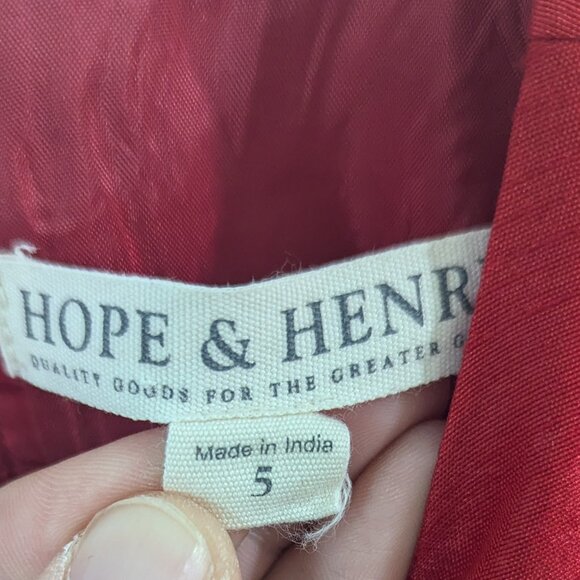 HOPE & HENR
QUALITY GOODS FOR THE GREATER G
Made in India
5